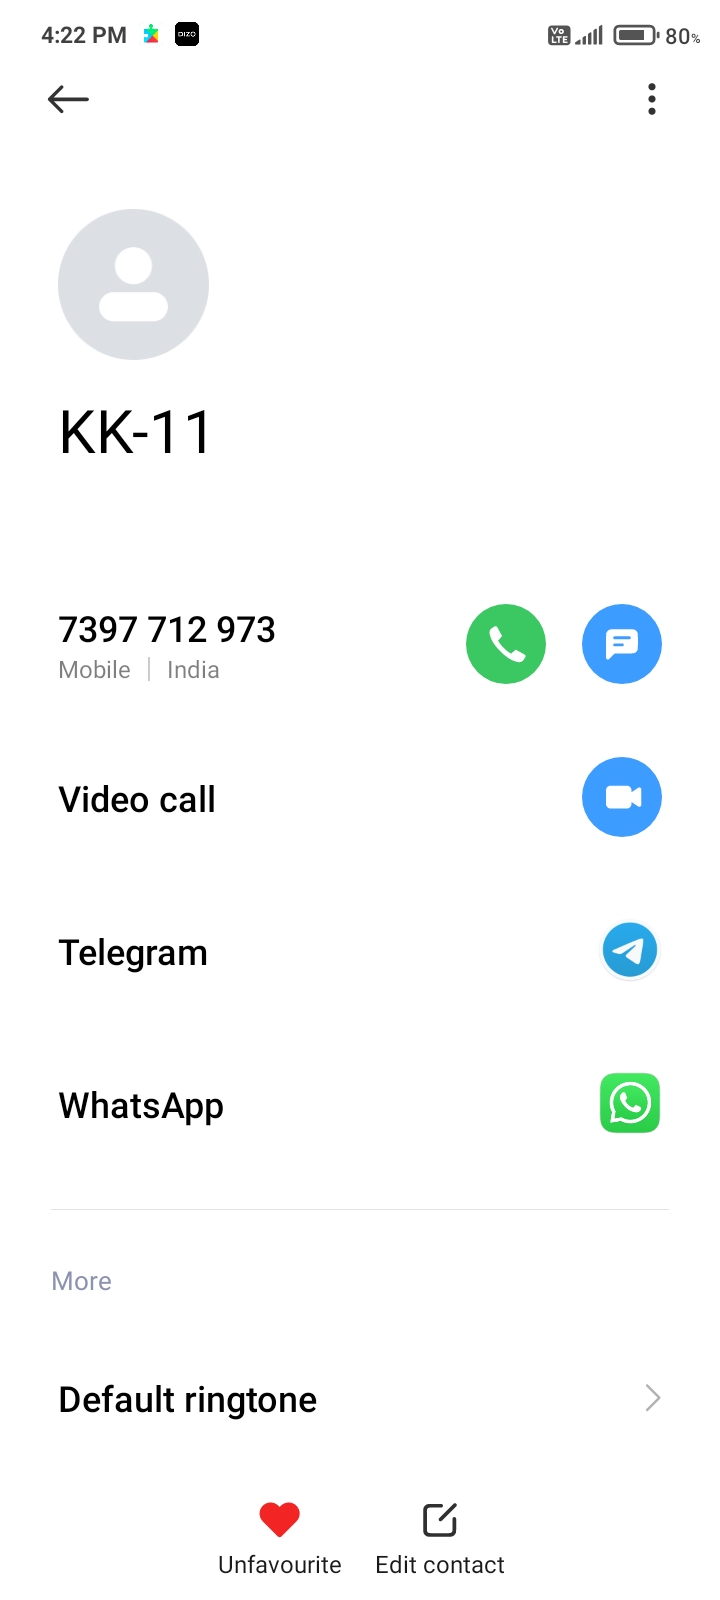 4:22 PM DIZO Vo LTE 80%
KK-11
7397 712 973
Mobile | India
Video call
Telegram
WhatsApp
More
Default ringtone
Unfavourite Edit contact